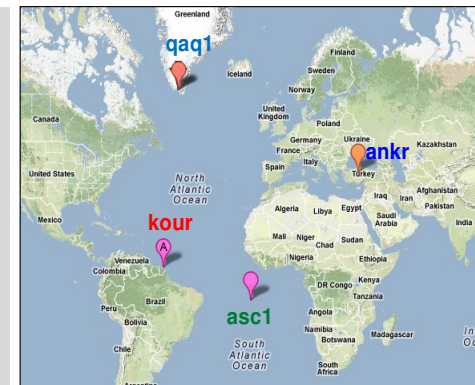 Greenland
qaq1
Iceland
Finland
Sweden
Norway
Canada
United
Kingdom
Poland
Germany
Ukraine
Kazakhstan
France
ankr
Italy
Spain
Turkey
United States
North
Atlantic
Ocean
Afghanistan
Iraq
Iran
Pakistan
Algeria
Libya
Egypt
Saudi
Arabia
India
Mexico
kour
Mali
Niger
Chad
Sudan
Nigeria
Ethiopia
Venezuela
A
Colombia
Kenya
DR Congo
Tanzania
Brazil
Peru
asc1
Angola
Bolivia
Namibia
Madagascar
Botswana
Chile
South
Atlantic
Ocean
South
Africa
In
O
Argentina